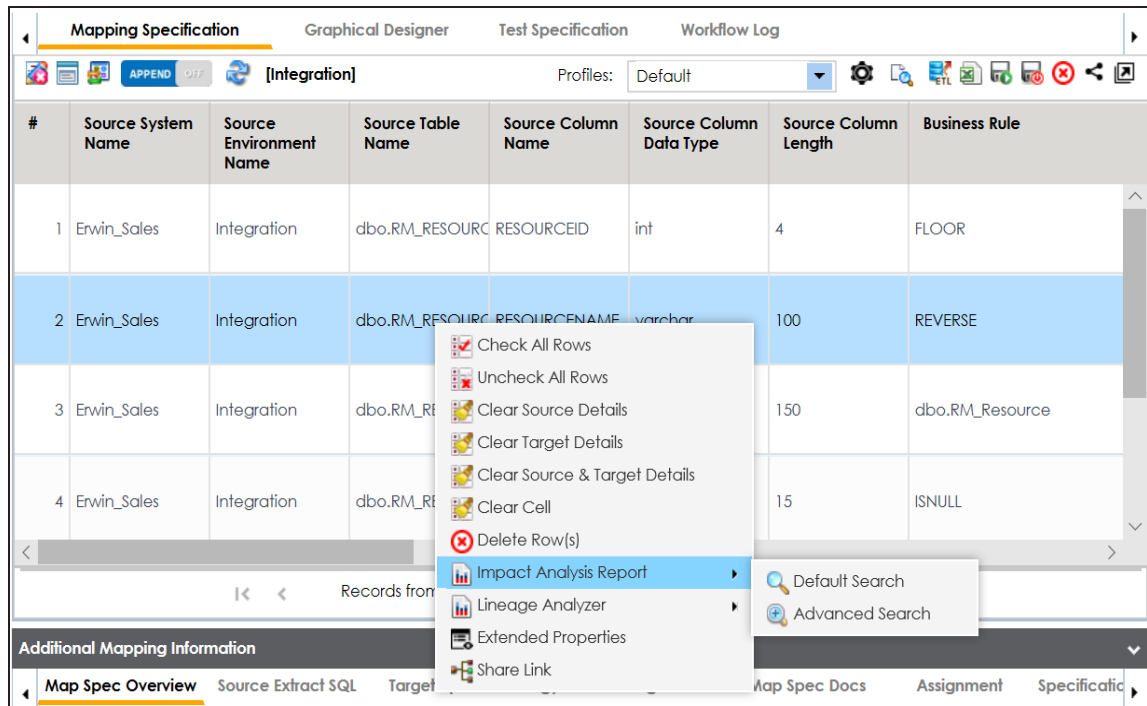 Mapping Specification Graphical Designer Test Specification Workflow Log
APPEND OFF [Integration] Profiles: Default ETL
# Source System Name Source Environment Name Source Table Name Source Column Name Source Column Data Type Source Column Length Business Rule
1 Erwin_Sales Integration dbo.RM_RESOURC RESOURCEID int 4 FLOOR
2 Erwin_Sales Integration dbo.RM_RESOURC RESOURCENAME varchar 100 REVERSE
Check All Rows
Uncheck All Rows
3 Erwin_Sales Integration dbo.RM_RE 150 dbo.RM_Resource
Clear Source Details
Clear Target Details
Clear Source & Target Details
4 Erwin_Sales Integration dbo.RM_RE 15 ISNULL
Clear Cell
Delete Row(s)
Impact Analysis Report Default Search
Records from
Lineage Analyzer Advanced Search
Extended Properties
Additional Mapping Information
Share Link
Map Spec Overview Source Extract SQL Target Map Spec Docs Assignment Specificatio